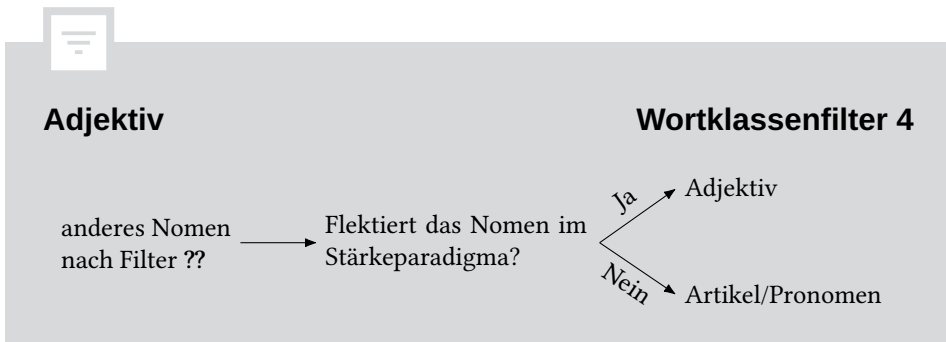 Adjektiv
Wortklassenfilter 4
anderes Nomen
nach Filter ??
Flektiert das Nomen im
Stärkeparadigma?
Ja
Adjektiv
Nein
Artikel/Pronomen